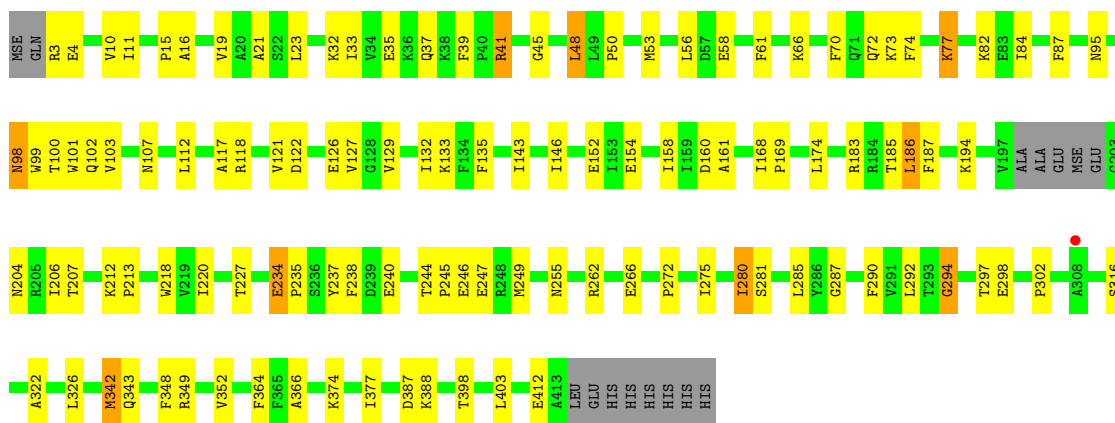 MSE GLN R3 E4 V10 I11 P15 A16 V19 A20 A21 S22 L23 K32 I33 V34 E35 K36 Q37 K38 F39 P40 R41 G45 L48 L49 P50 M53 L56 D57 E58 F61 K66 F70 Q71 Q72 K73 F74 K77 K82 E83 I84 F87 N95
N98 W99 T100 W101 Q102 V103 N107 L112 A117 R118 V121 D122 E126 V127 G128 V129 I132 K133 F134 F135 I143 I146 E152 I153 E154 I158 I159 D160 A161 I168 P169 L174 R183 R184 T185 L186 F187 K194 V197 ALA ALA GLU MSE GLU G203
N204 R205 I206 T207 K212 P213 W218 V219 I220 T227 E234 P235 S236 Y237 F238 D239 E240 T244 P245 E246 E247 R248 M249 N255 R262 E266 P272 I275 I280 S281 L285 Y286 G287 F290 V291 L292 T293 G294 T297 E298 P302 A308 S316
A322 L326 M342 Q343 F348 R349 V352 F364 F365 A366 K374 I377 D387 K388 T398 L403 E412 A413 LEU GLU HIS HIS HIS HIS HIS HIS